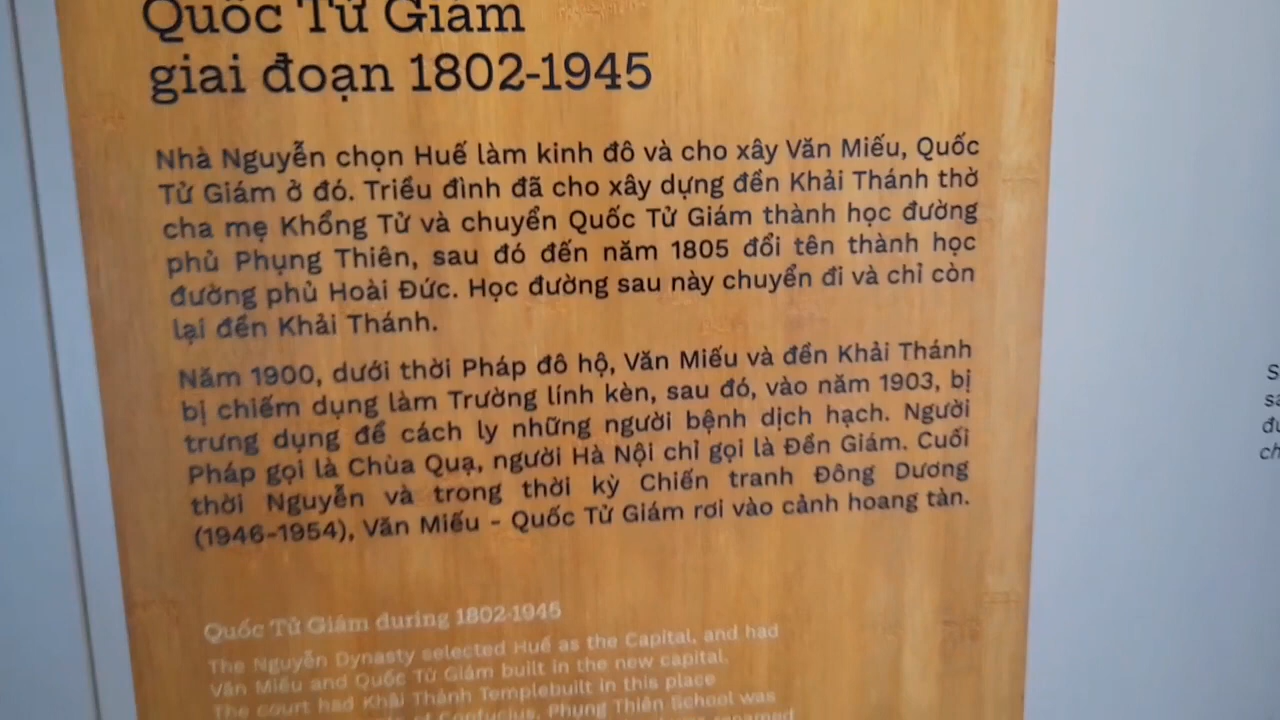 Quốc Tử Giám
giai đoạn 1802-1945
Nhà Nguyễn chọn Huế làm kinh đô và cho xây Văn Miếu, Quốc
Tử Giám ở đó. Triều đình đã cho xây dựng đền Khải Thánh thờ
cha mẹ Khổng Tử và chuyển Quốc Tử Giám thành học đường
phủ Phụng Thiên, sau đó đến năm 1805 đổi tên thành học
đường phủ Hoài Đức. Học đường sau này chuyển đi và chỉ còn
lại đền Khải Thánh.
Năm 1900, dưới thời Pháp đô hộ, Văn Miếu và đền Khải Thánh
bị chiếm dụng làm Trường lính kèn, sau đó, vào năm 1903, bị
trưng dụng để cách ly những người bệnh dịch hạch. Người
Pháp gọi là Chùa Quạ, người Hà Nội chỉ gọi là Đền Giám. Cuối
thời Nguyễn và trong thời kỳ Chiến tranh Đông Dương
(1946-1954), Văn Miếu - Quốc Tử Giám rơi vào cảnh hoang tàn.
Quốc Tử Giám during 1802-1945
The Nguyễn Dynasty selected Huế as the Capital, and had
Văn Miếu and Quốc Tử Giám built in the new capital.
The court had Khải Thánh Templebuilt in this place
of Confucius. Phụng Thiên School was
renamed